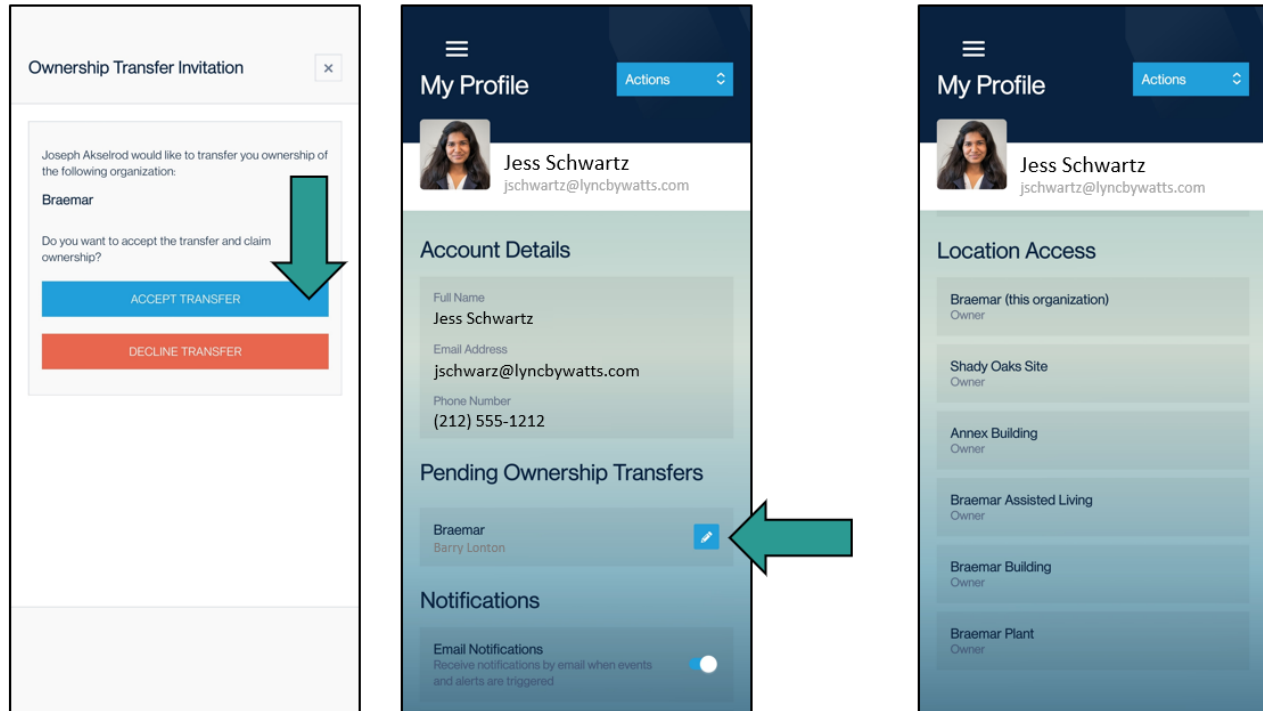 Ownership Transfer Invitation
×
Joseph Akselrod would like to transfer you ownership of
the following organization:
Braemar
Do you want to accept the transfer and claim
ownership?
ACCEPT TRANSFER
DECLINE TRANSFER
My Profile
Actions
Jess Schwartz
jschwartz@lyncbywatts.com
Account Details
Full Name
Jess Schwartz
Email Address
jschwarz@lyncbywatts.com
Phone Number
(212) 555-1212
Pending Ownership Transfers
Braemar
Barry Lonton
Notifications
Email Notifications
Receive notifications by email when events
and alerts are triggered
My Profile
Actions
Jess Schwartz
jschwartz@lyncbywatts.com
Location Access
Braemar (this organization)
Owner
Shady Oaks Site
Owner
Annex Building
Owner
Braemar Assisted Living
Owner
Braemar Building
Owner
Braemar Plant
Owner